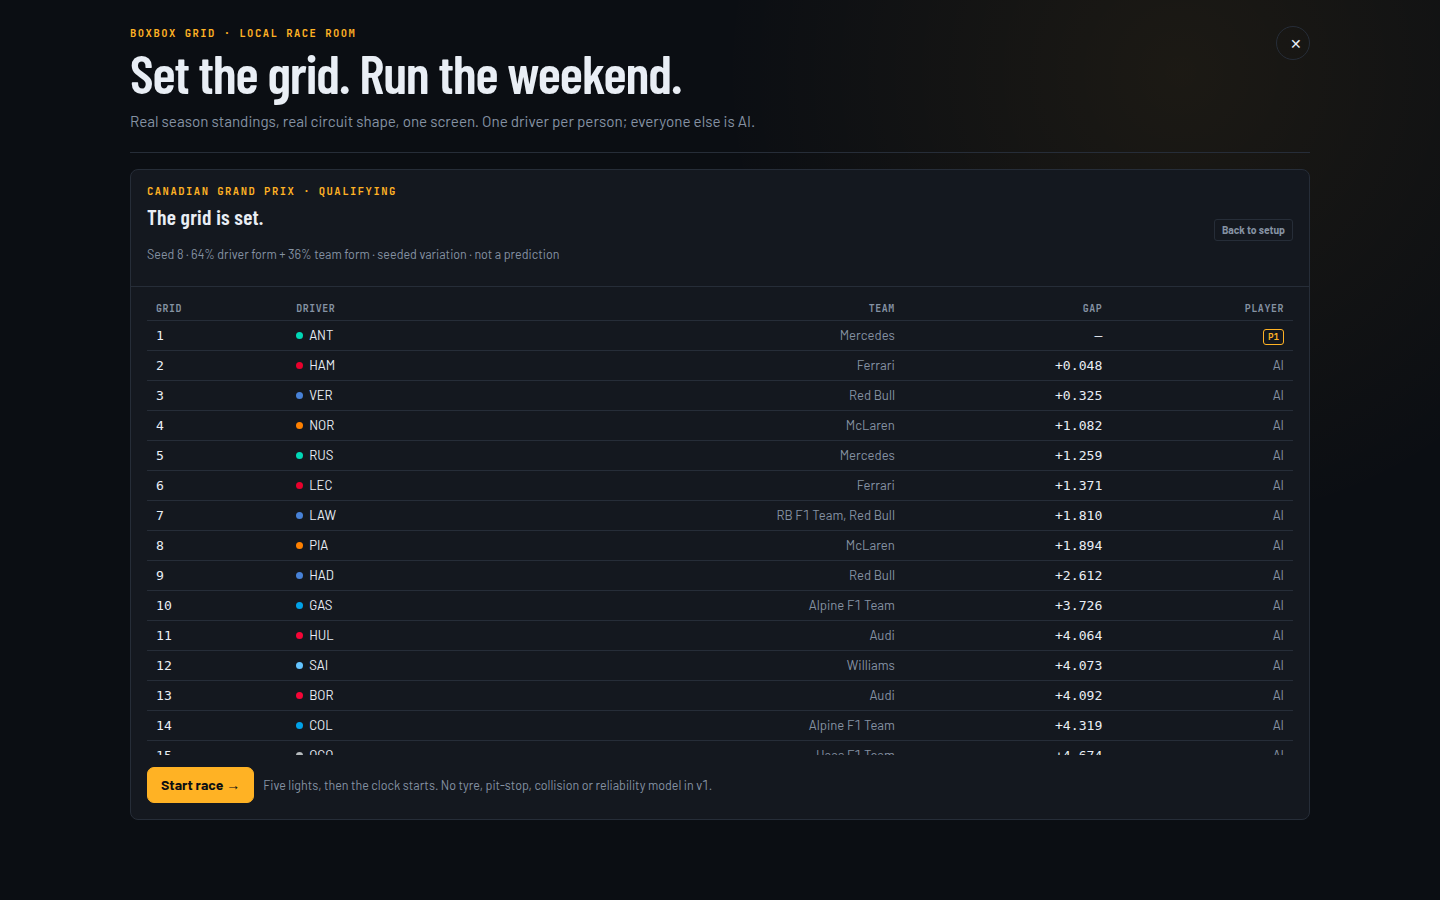 BOXBOX GRID · LOCAL RACE ROOM
Set the grid. Run the weekend.
Real season standings, real circuit shape, one screen. One driver per person; everyone else is AI.
CANADIAN GRAND PRIX · QUALIFYING
The grid is set.
Back to setup
Seed 8 · 64% driver form + 36% team form · seeded variation · not a prediction
GRID DRIVER TEAM GAP PLAYER
1 ANT Mercedes — P1
2 HAM Ferrari +0.048 AI
3 VER Red Bull +0.325 AI
4 NOR McLaren +1.082 AI
5 RUS Mercedes +1.259 AI
6 LEC Ferrari +1.371 AI
7 LAW RB F1 Team, Red Bull +1.810 AI
8 PIA McLaren +1.894 AI
9 HAD Red Bull +2.612 AI
10 GAS Alpine F1 Team +3.726 AI
11 HUL Audi +4.064 AI
12 SAI Williams +4.073 AI
13 BOR Audi +4.092 AI
14 COL Alpine F1 Team +4.319 AI
15 OCO Haas F1 Team +4.674 AI
Start race →
Five lights, then the clock starts. No tyre, pit-stop, collision or reliability model in v1.